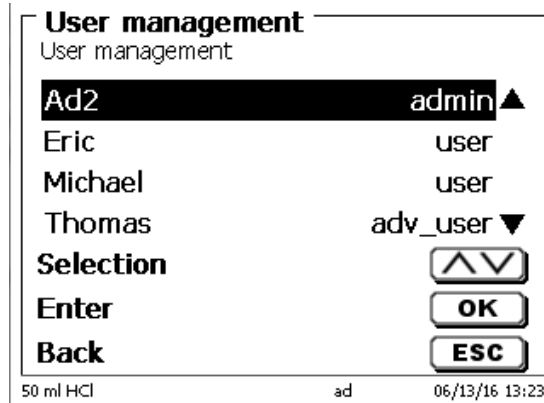 User management
User management
Ad2 admin
Eric user
Michael user
Thomas adv_user
Selection
Enter OK
Back ESC
50 ml HCl ad 06/13/16 13:23